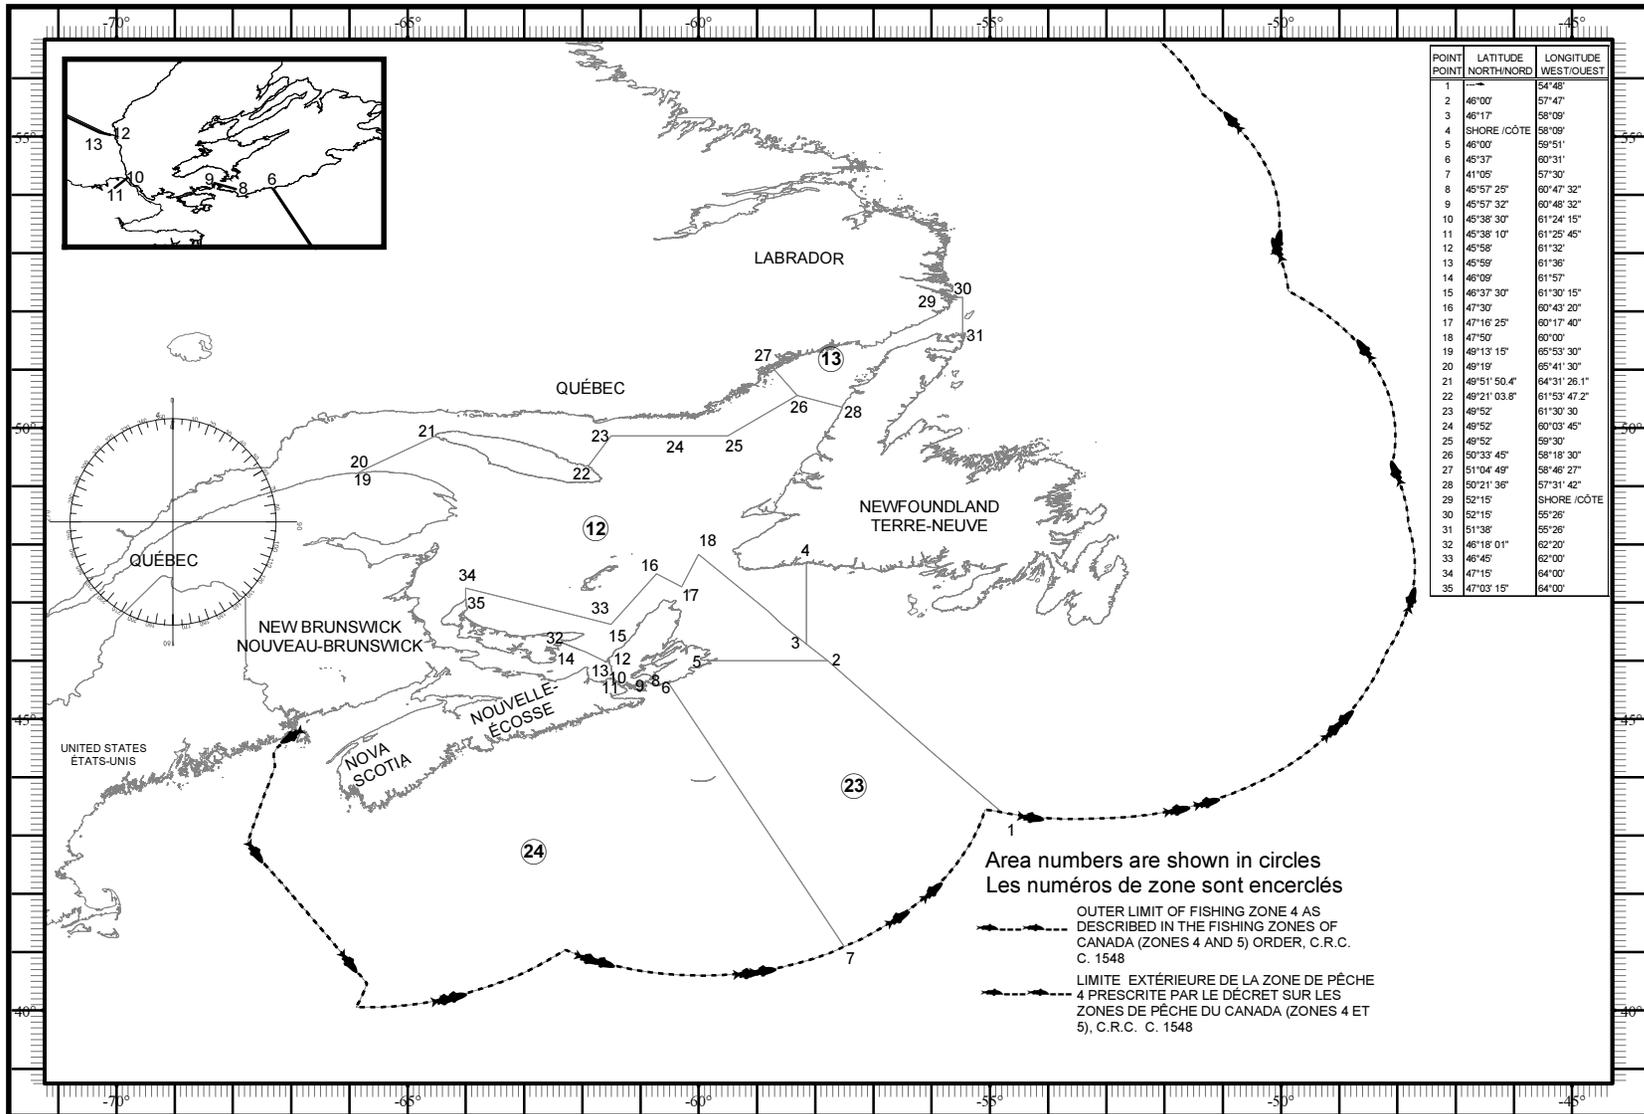 -70° -65° -60° -55° -50° -45°
55° 55°
50° 50°
45° 45°
40° 40°
-70° -65° -60° -55° -50° -45°
12
13
10
11
9
8
6
POINT LATITUDE LONGITUDE
POINT NORTH/NORD WEST/OUEST
1 54°48'
2 46°00' 57°47'
3 46°17' 58°09'
4 SHORE /CÔTE 58°09'
5 46°00' 59°51'
6 45°37' 60°31'
7 41°05' 57°30'
8 45°57' 25" 60°47' 32"
9 45°57' 32" 60°48' 32"
10 45°38' 30" 61°24' 15"
11 45°38' 10" 61°25' 45"
12 45°58' 61°32'
13 45°59' 61°36'
14 46°09' 61°57'
15 46°37' 30" 61°30' 15"
16 47°30' 60°43' 20"
17 47°16' 25" 60°17' 40"
18 47°50' 60°00'
19 49°13' 15" 65°53' 30"
20 49°19' 65°41' 30"
21 49°51' 50.4" 64°31' 26.1"
22 49°21' 03.8" 61°53' 47.2"
23 49°52' 61°30' 30
24 49°52' 60°03' 45"
25 49°52' 59°30'
26 50°33' 45" 58°18' 30"
27 51°04' 49" 58°46' 27"
28 50°21' 36" 57°31' 42"
29 52°15' SHORE /CÔTE
30 52°15' 55°26'
31 51°38' 55°26'
32 46°18' 01" 62°20'
33 46°45' 62°00'
34 47°15' 64°00'
35 47°03' 15" 64°00'
LABRADOR
30
29
31
27
13
QUÉBEC
26
28
21
23
24
25
20
19
22
NEWFOUNDLAND
TERRE-NEUVE
12
18
4
QUÉBEC
34
16
35
33
17
NEW BRUNSWICK
NOUVEAU-BRUNSWICK
32
15
3
14
12
5
2
13
10
11
9
8
6
NOUVELLE-
ÉCOSSE
NOVA
SCOTIA
UNITED STATES
ÉTATS-UNIS
23
1
24
7
Area numbers are shown in circles
Les numéros de zone sont encerclés
OUTER LIMIT OF FISHING ZONE 4 AS
DESCRIBED IN THE FISHING ZONES OF
CANADA (ZONES 4 AND 5) ORDER, C.R.C.
C. 1548
LIMITE EXTÉRIEURE DE LA ZONE DE PÊCHE
4 PRESCRITE PAR LE DÉCRET SUR LES
ZONES DE PÊCHE DU CANADA (ZONES 4 ET
5), C.R.C. C. 1548